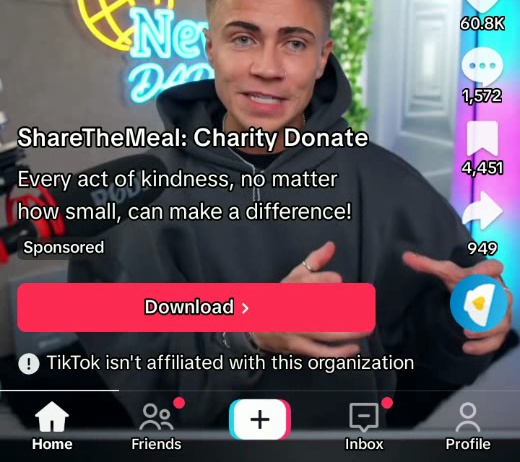 60.8K
1,572
ShareTheMeal: Charity Donate
4,451
Every act of kindness, no matter
how small, can make a difference!
949
Sponsored
Download
TikTok isn't affiliated with this organization
Home
Friends
Inbox
Profile